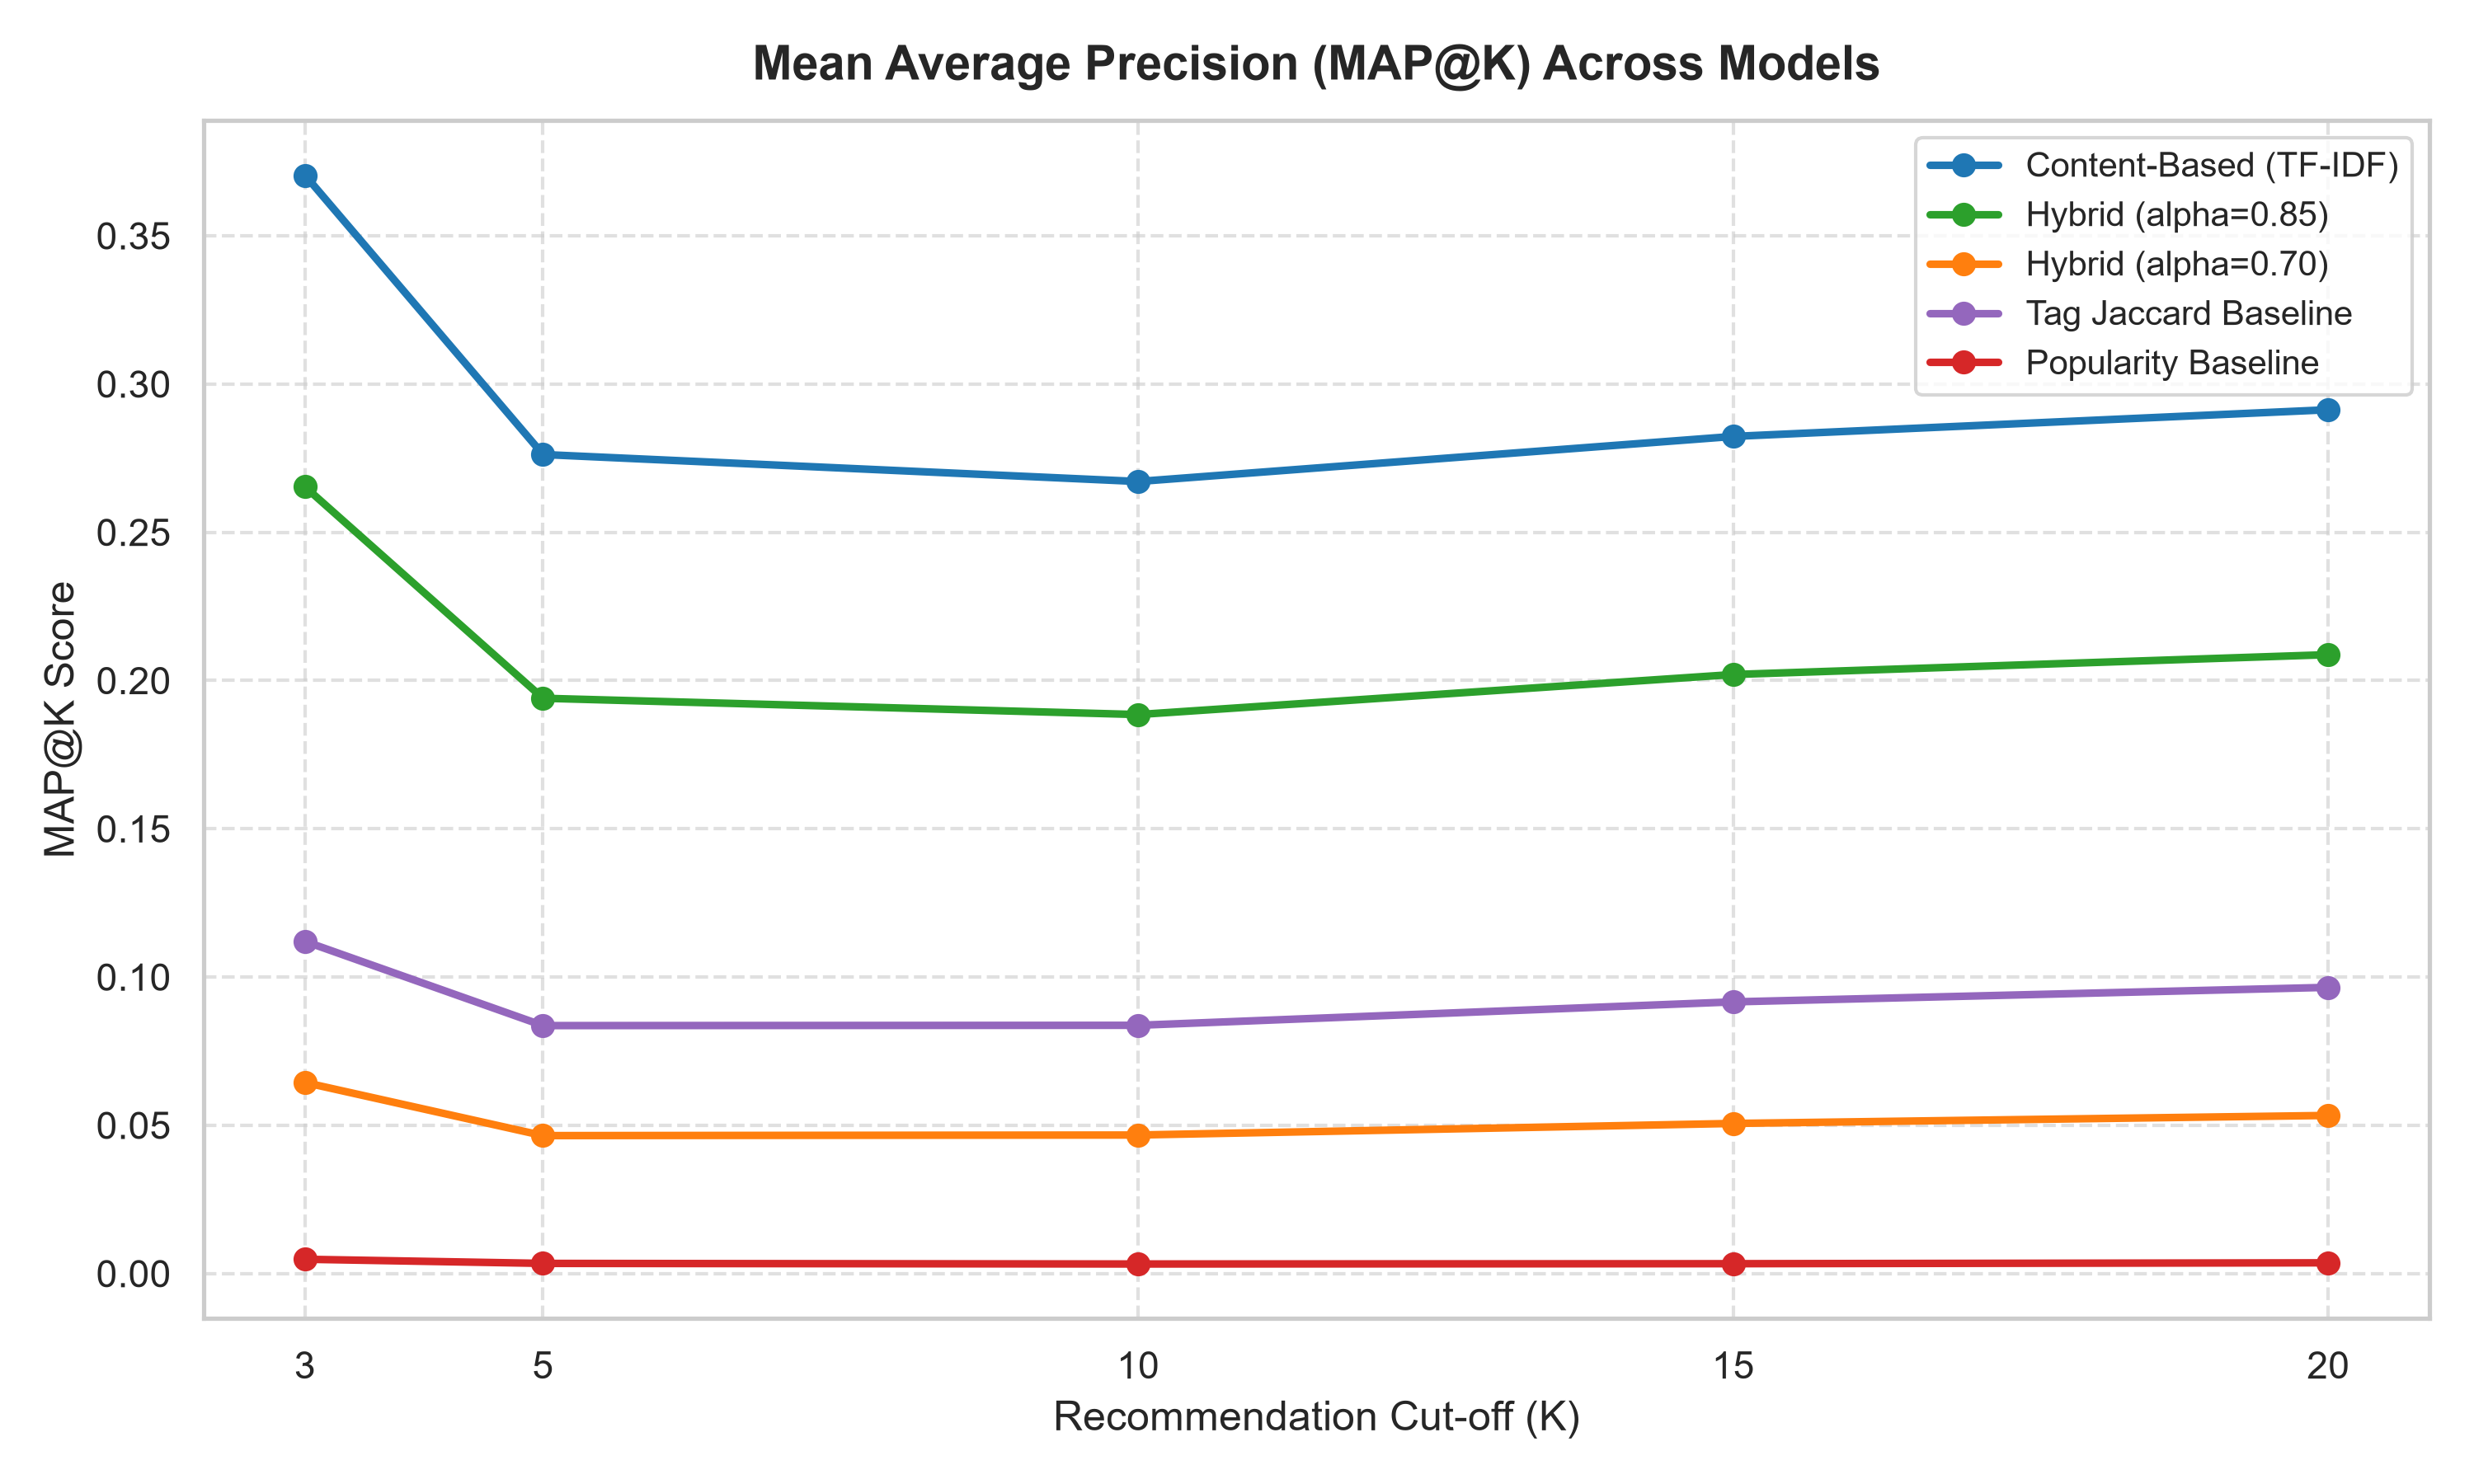 Mean Average Precision (MAP@K) Across Models
Content-Based (TF-IDF)
Hybrid (alpha=0.85)
Hybrid (alpha=0.70)
Tag Jaccard Baseline
Popularity Baseline
MAP@K Score
0.35
0.30
0.25
0.20
0.15
0.10
0.05
0.00
3 5 10 15 20
Recommendation Cut-off (K)